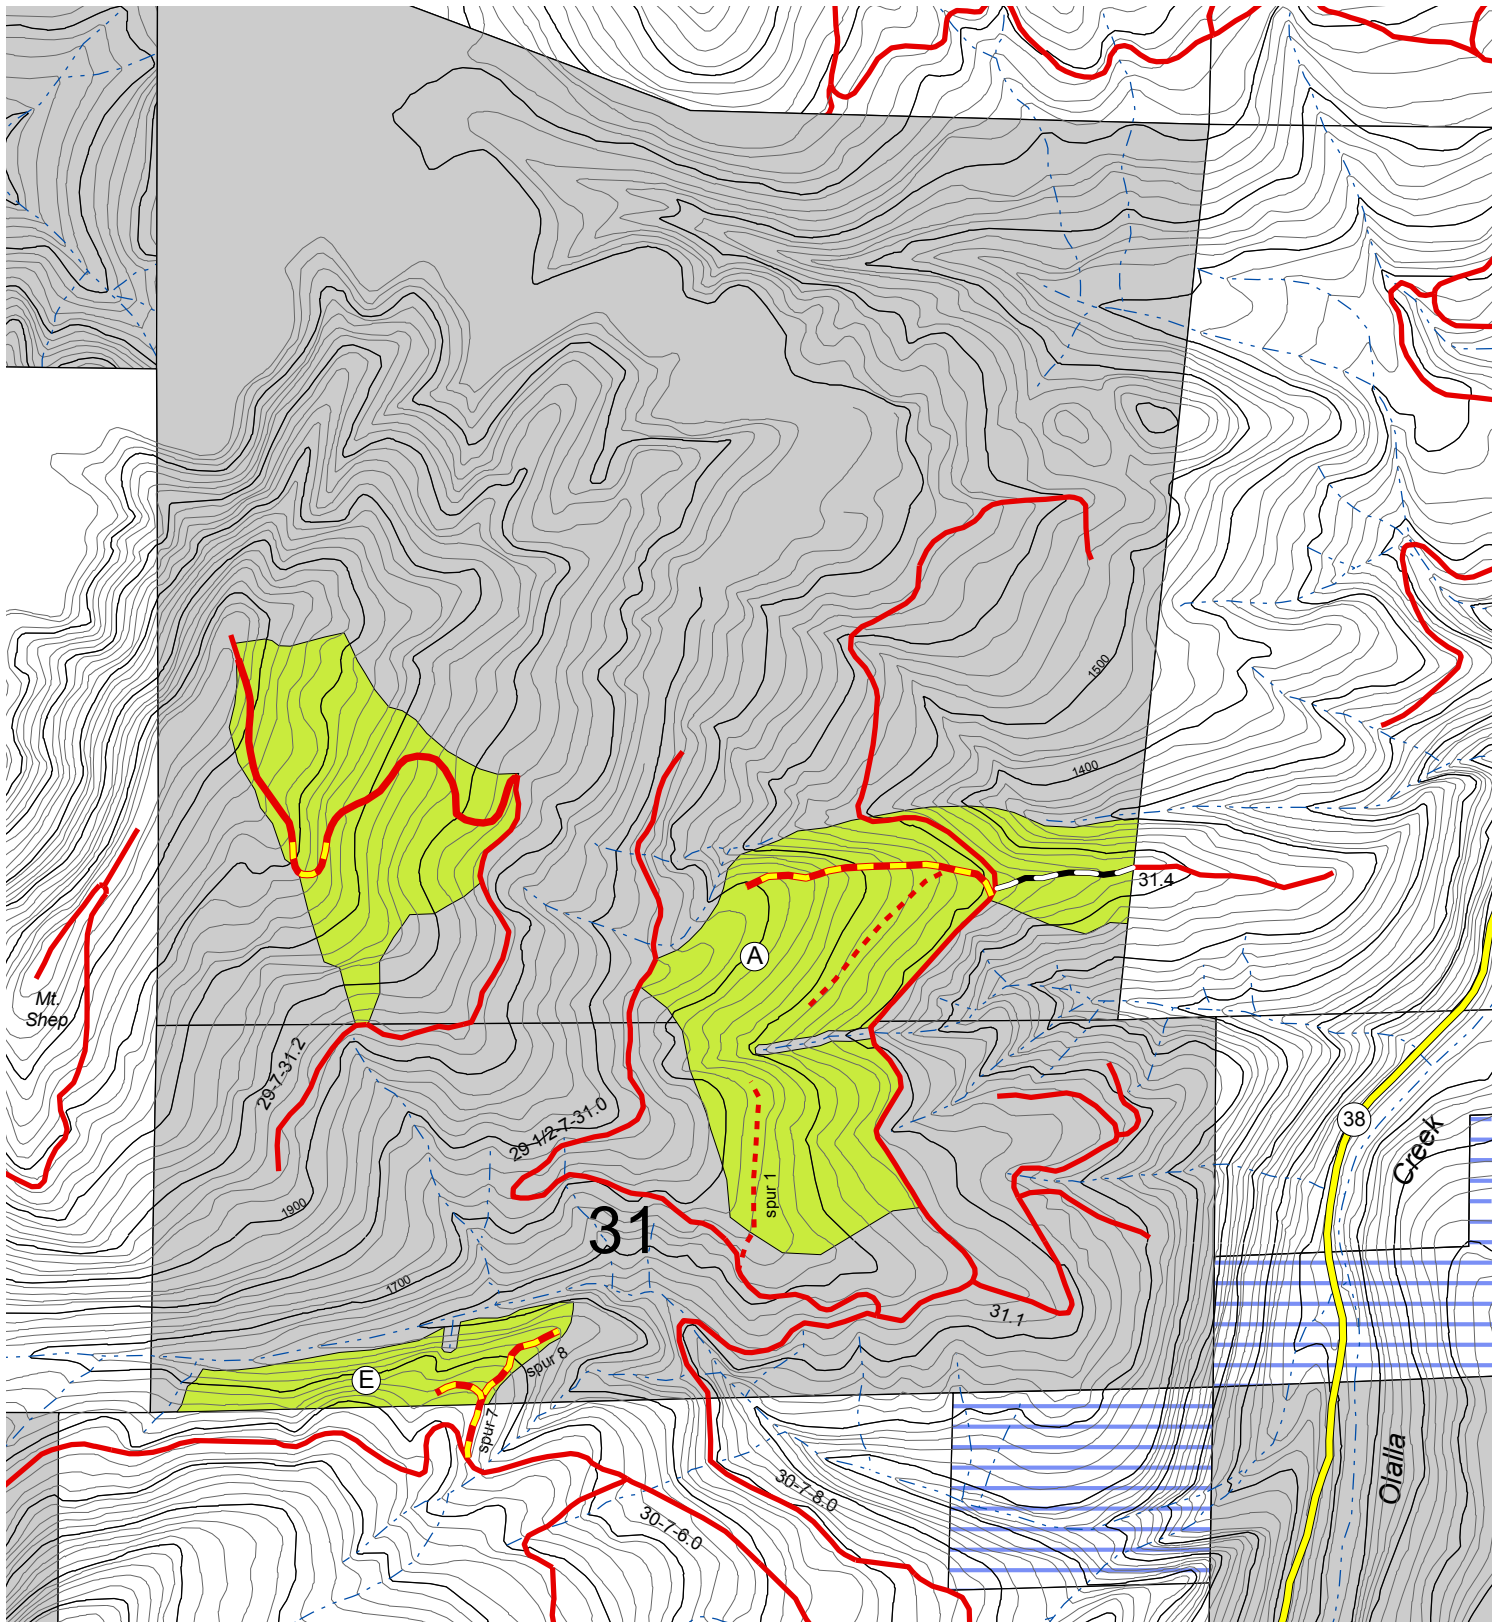 1500
1400
31.4
A
Mt.
Shep
29-7-31.2
29 1/2-7-31.0
38
Creek
spur 1
1900
31
1700
31.1
spur 8
E
spur 7
30-7-8.0
30-7-6.0
Olalla